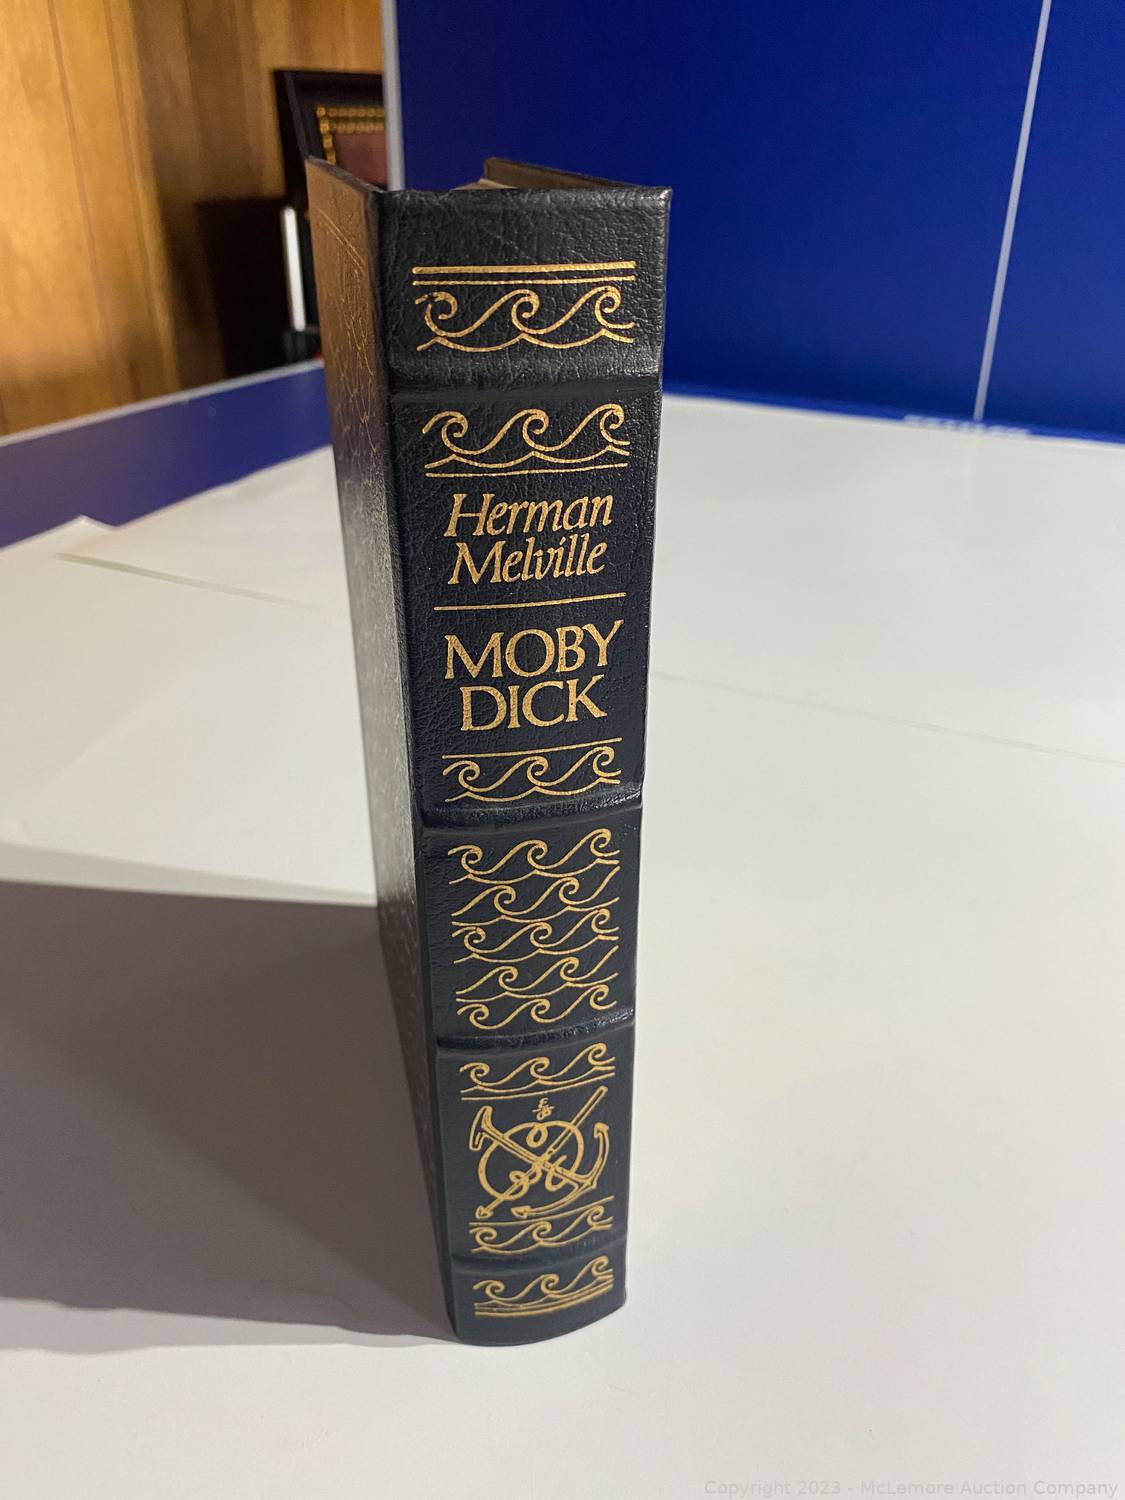 Herman
Melville
MOBY
DICK
Copyright 2023 - McLemore Auction Company